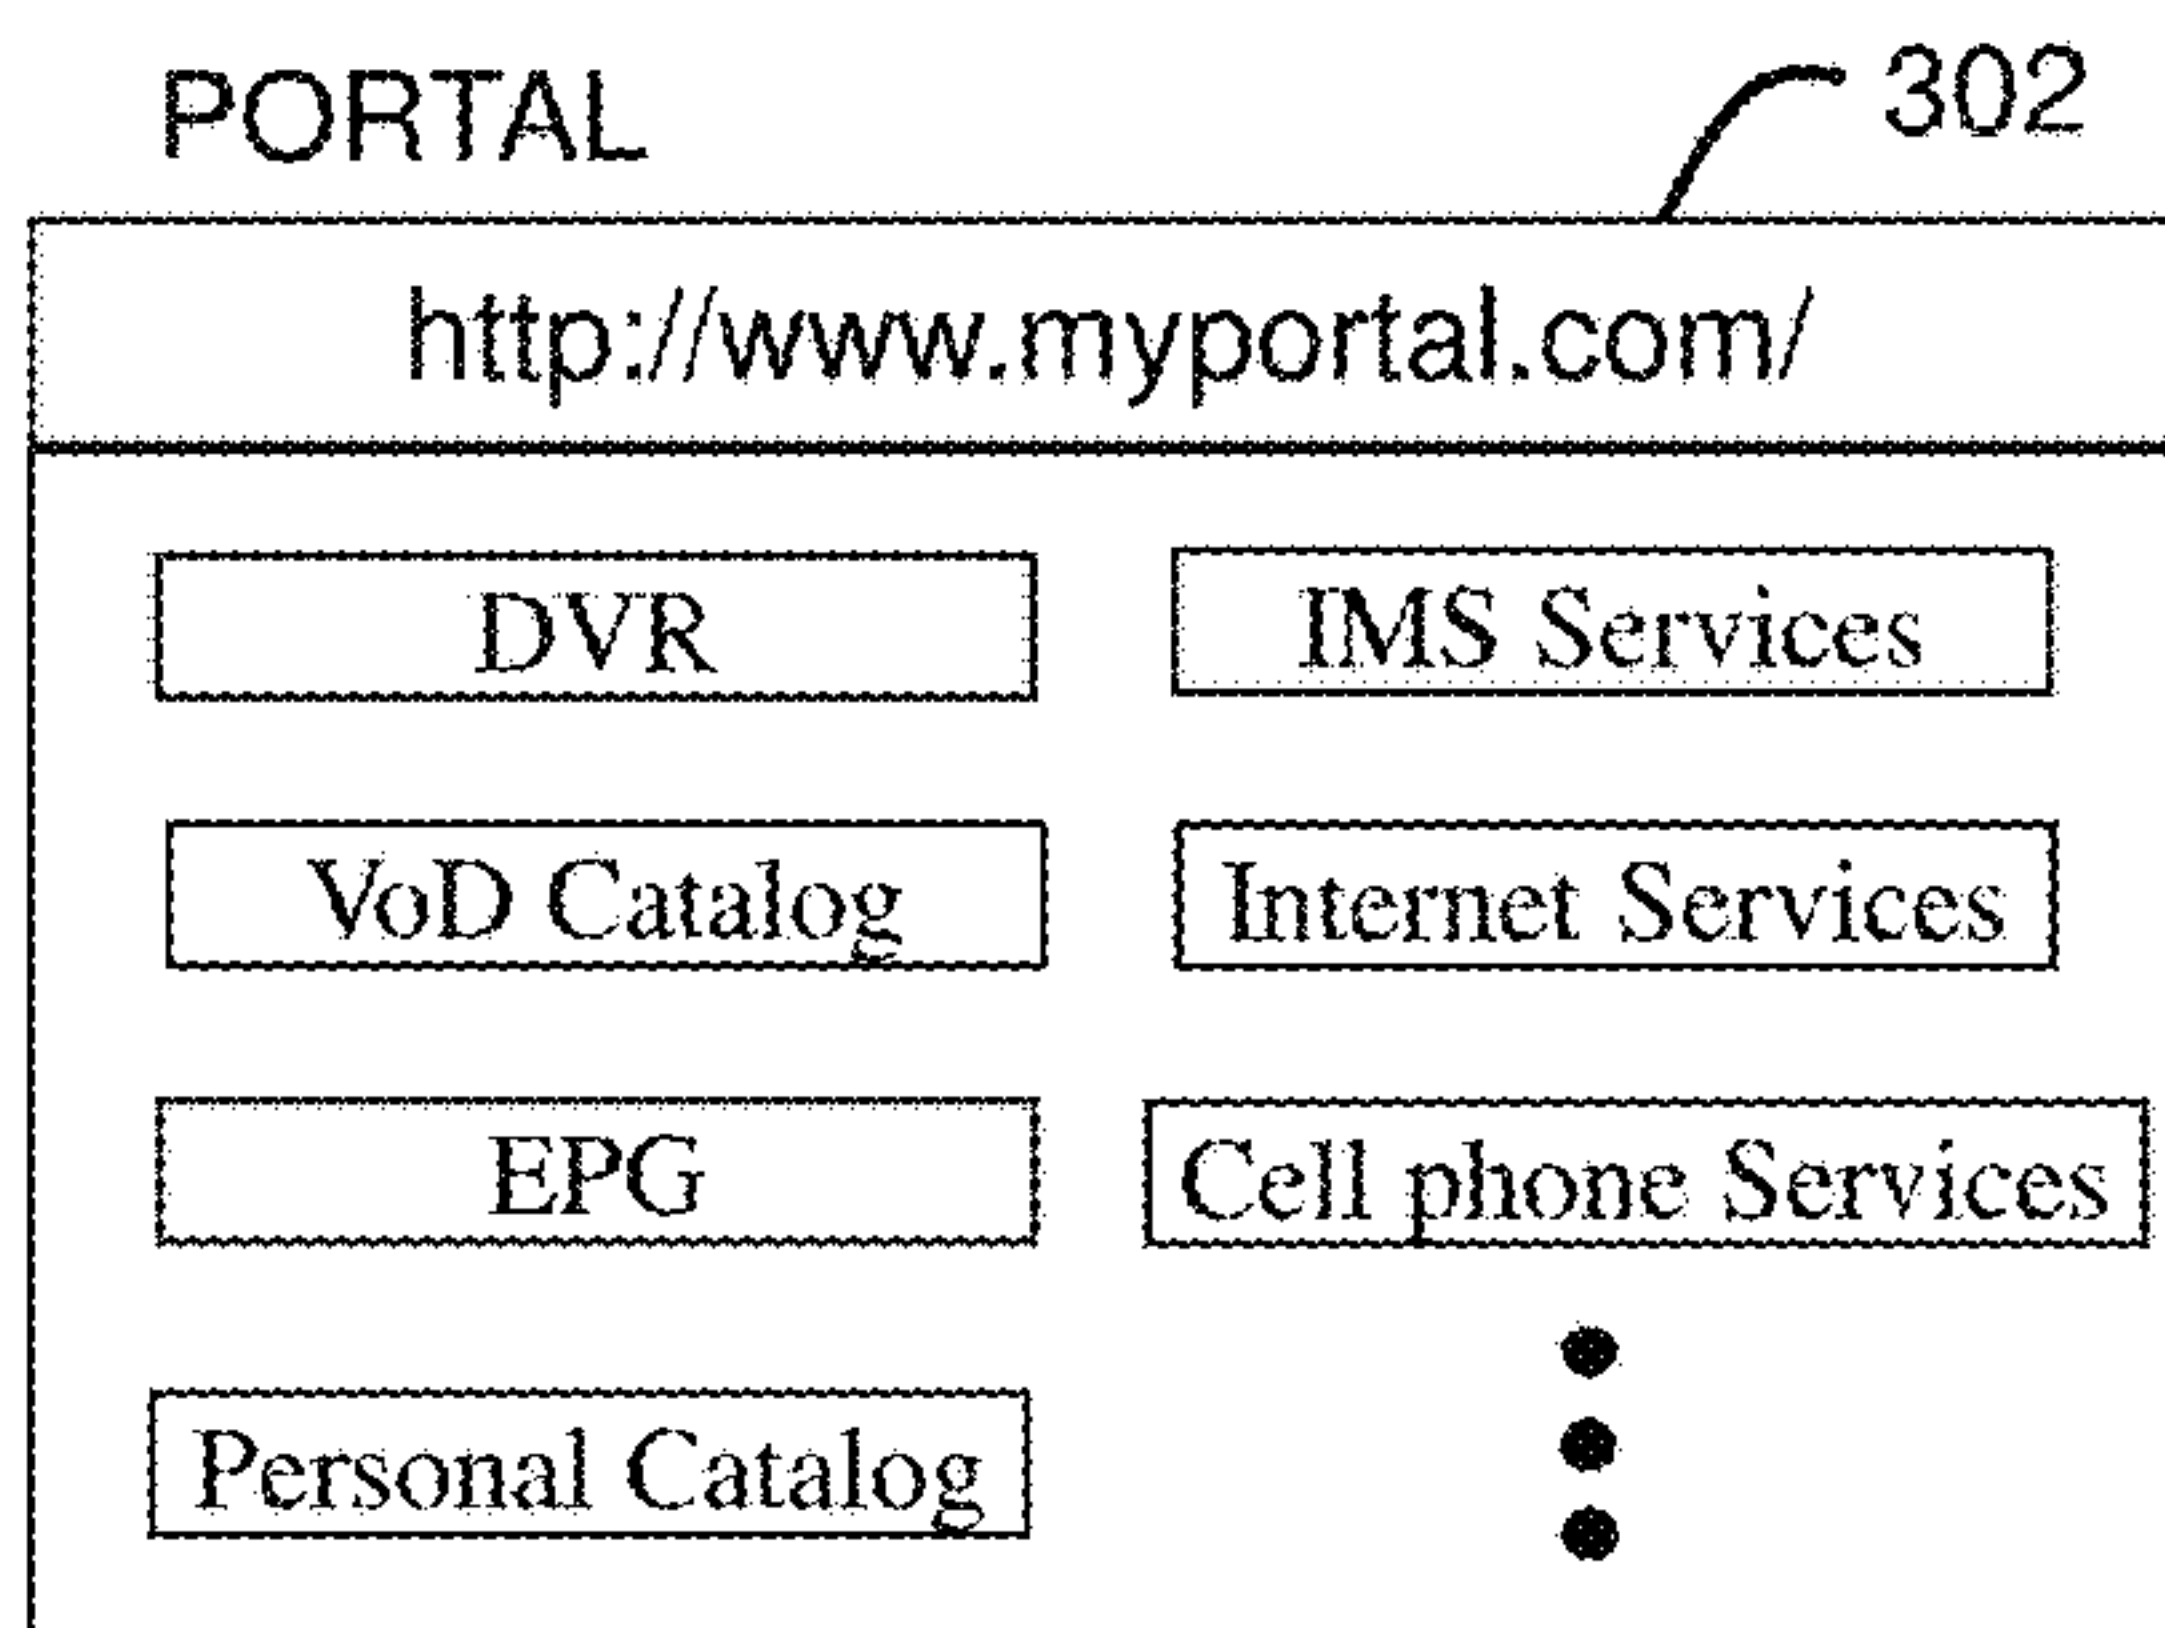 PORTAL
302
http://www.myportal.com/
DVR
IMS Services
VoD Catalog
Internet Services
EPG
Cell phone Services
Personal Catalog